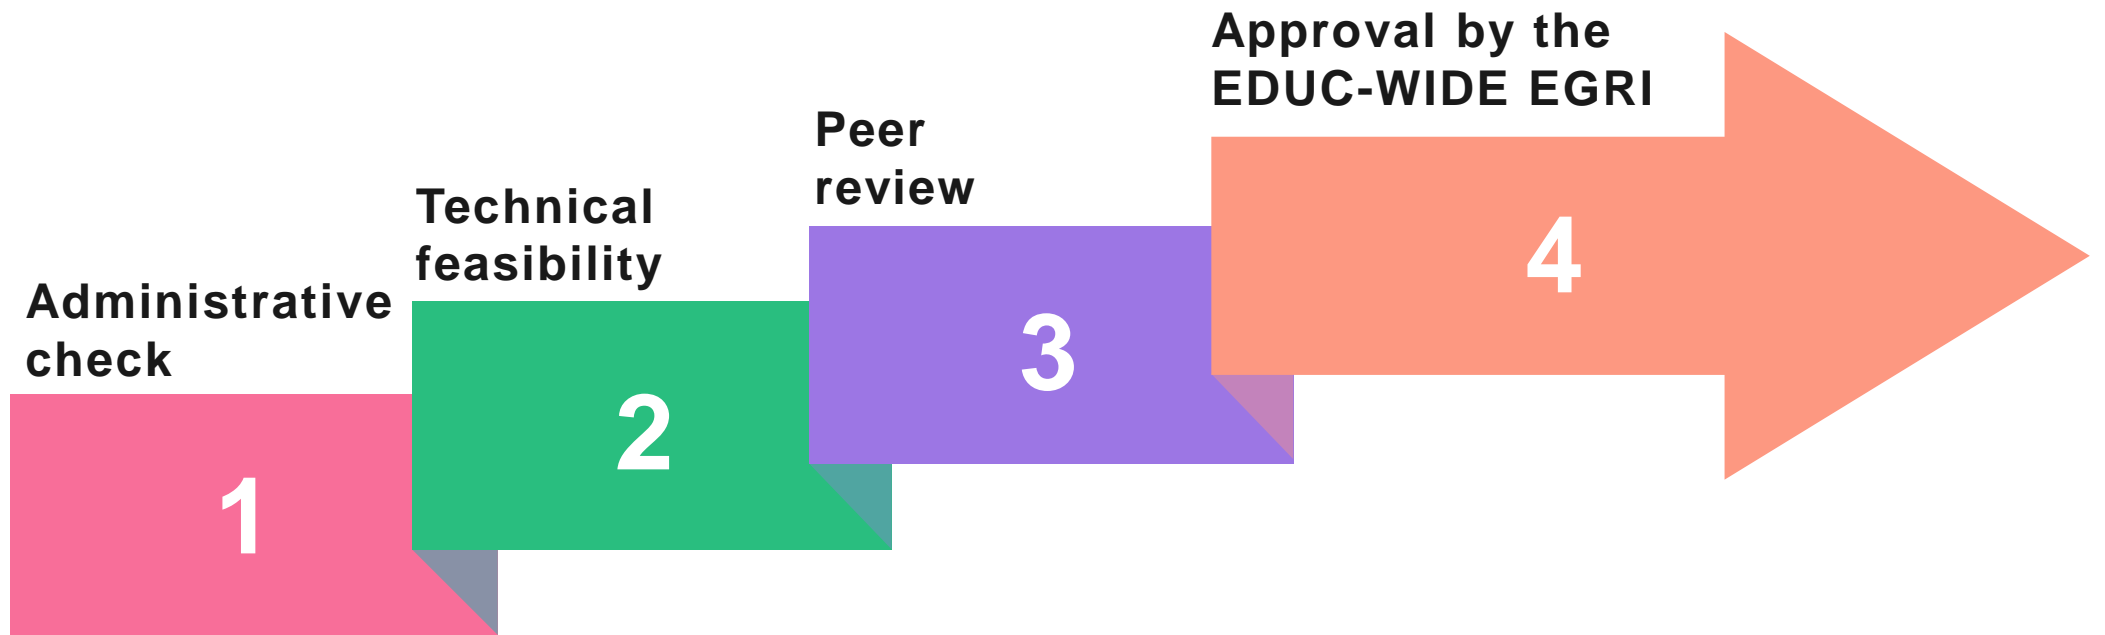 Administrative
check
1
Technical
feasibility
2
Peer
review
3
Approval by the
EDUC-WIDE EGRI
4